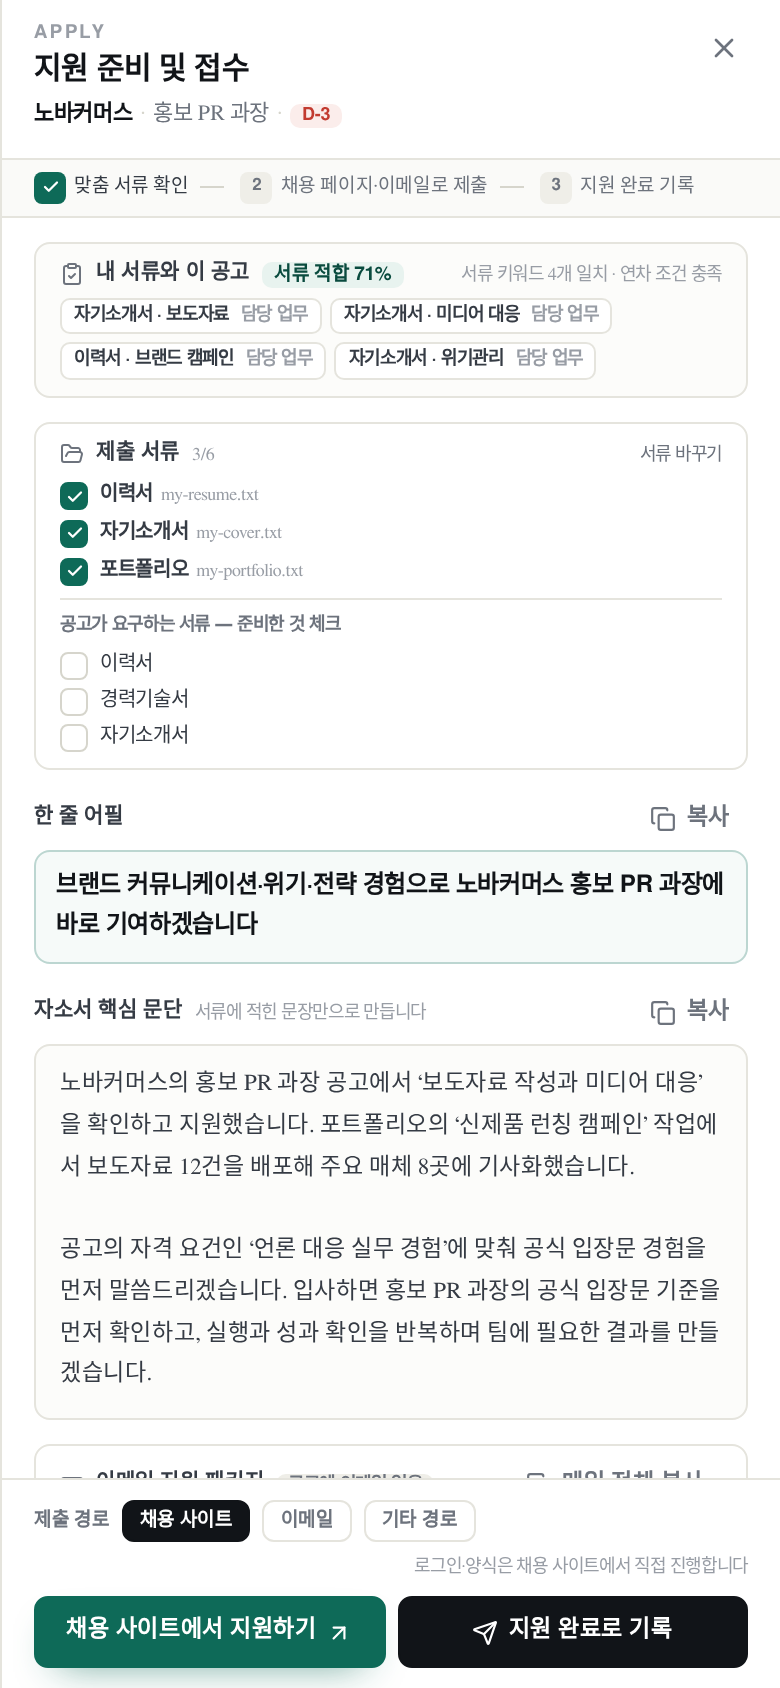 APPLY
지원 준비 및 접수
노바커머스 · 홍보 PR 과장 · D-3
맞춤 서류 확인 — 2 채용 페이지·이메일로 제출 — 3 지원 완료 기록
내 서류와 이 공고 서류 적합 71% 서류 키워드 4개 일치 · 연차 조건 충족
자기소개서 · 보도자료 담당 업무 자기소개서 · 미디어 대응 담당 업무
이력서 · 브랜드 캠페인 담당 업무 자기소개서 · 위기관리 담당 업무
제출 서류 3/6 서류 바꾸기
이력서 my-resume.txt
자기소개서 my-cover.txt
포트폴리오 my-portfolio.txt
공고가 요구하는 서류 — 준비한 것 체크
이력서
경력기술서
자기소개서
한 줄 어필 복사
브랜드 커뮤니케이션·위기·전략 경험으로 노바커머스 홍보 PR 과장에
바로 기여하겠습니다
자소서 핵심 문단 서류에 적힌 문장만으로 만듭니다 복사
노바커머스의 홍보 PR 과장 공고에서 ‘보도자료 작성과 미디어 대응’
을 확인하고 지원했습니다. 포트폴리오의 ‘신제품 런칭 캠페인’ 작업에
서 보도자료 12건을 배포해 주요 매체 8곳에 기사화했습니다.
공고의 자격 요건인 ‘언론 대응 실무 경험’에 맞춰 공식 입장문 경험을
먼저 말씀드리겠습니다. 입사하면 홍보 PR 과장의 공식 입장문 기준을
먼저 확인하고, 실행과 성과 확인을 반복하며 팀에 필요한 결과를 만들
겠습니다.
제출 경로 채용 사이트 이메일 기타 경로
로그인·양식은 채용 사이트에서 직접 진행합니다
채용 사이트에서 지원하기 지원 완료로 기록